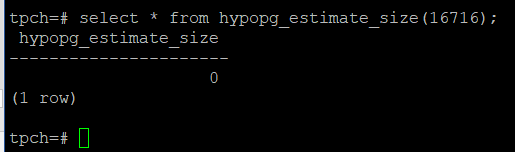 tpch=# select * from hypopg_estimate_size(16716);
 hypopg_estimate_size
----------------------
                    0
(1 row)
tpch=#